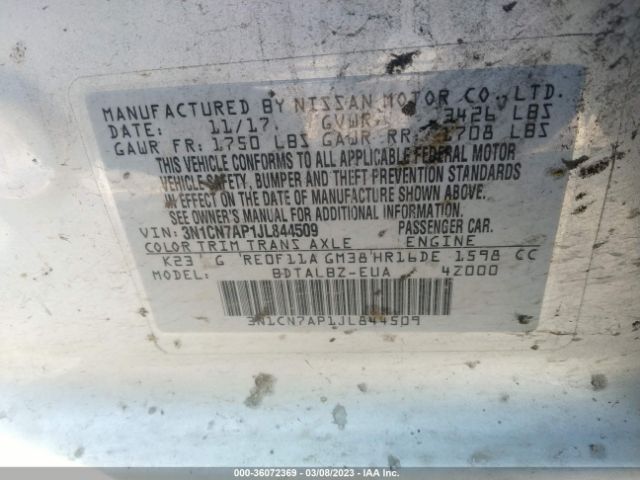 MANUFACTURED BY NISSAN MOTOR CO., LTD.
DATE: 11/17 GVWR: 3426 LBS
GAWR FR: 1750 LBS GAWR RR: 1708 LBS
THIS VEHICLE CONFORMS TO ALL APPLICABLE FEDERAL MOTOR
VEHICLE SAFETY, BUMPER AND THEFT PREVENTION STANDARDS
IN EFFECT ON THE DATE OF MANUFACTURE SHOWN ABOVE.
SEE OWNER'S MANUAL FOR ADDITIONAL INFORMATION.
VIN: 3N1CN7AP1JL844509 PASSENGER CAR.
COLOR TRIM TRANS AXLE ENGINE
K23 G RE0F11A GM38 HR16DE 1598 CC
MODEL: BDTALBZ-EUA 4Z000
3N1CN7AP1JL844509
000-36072369 | 03/08/2023 | IAA Inc.